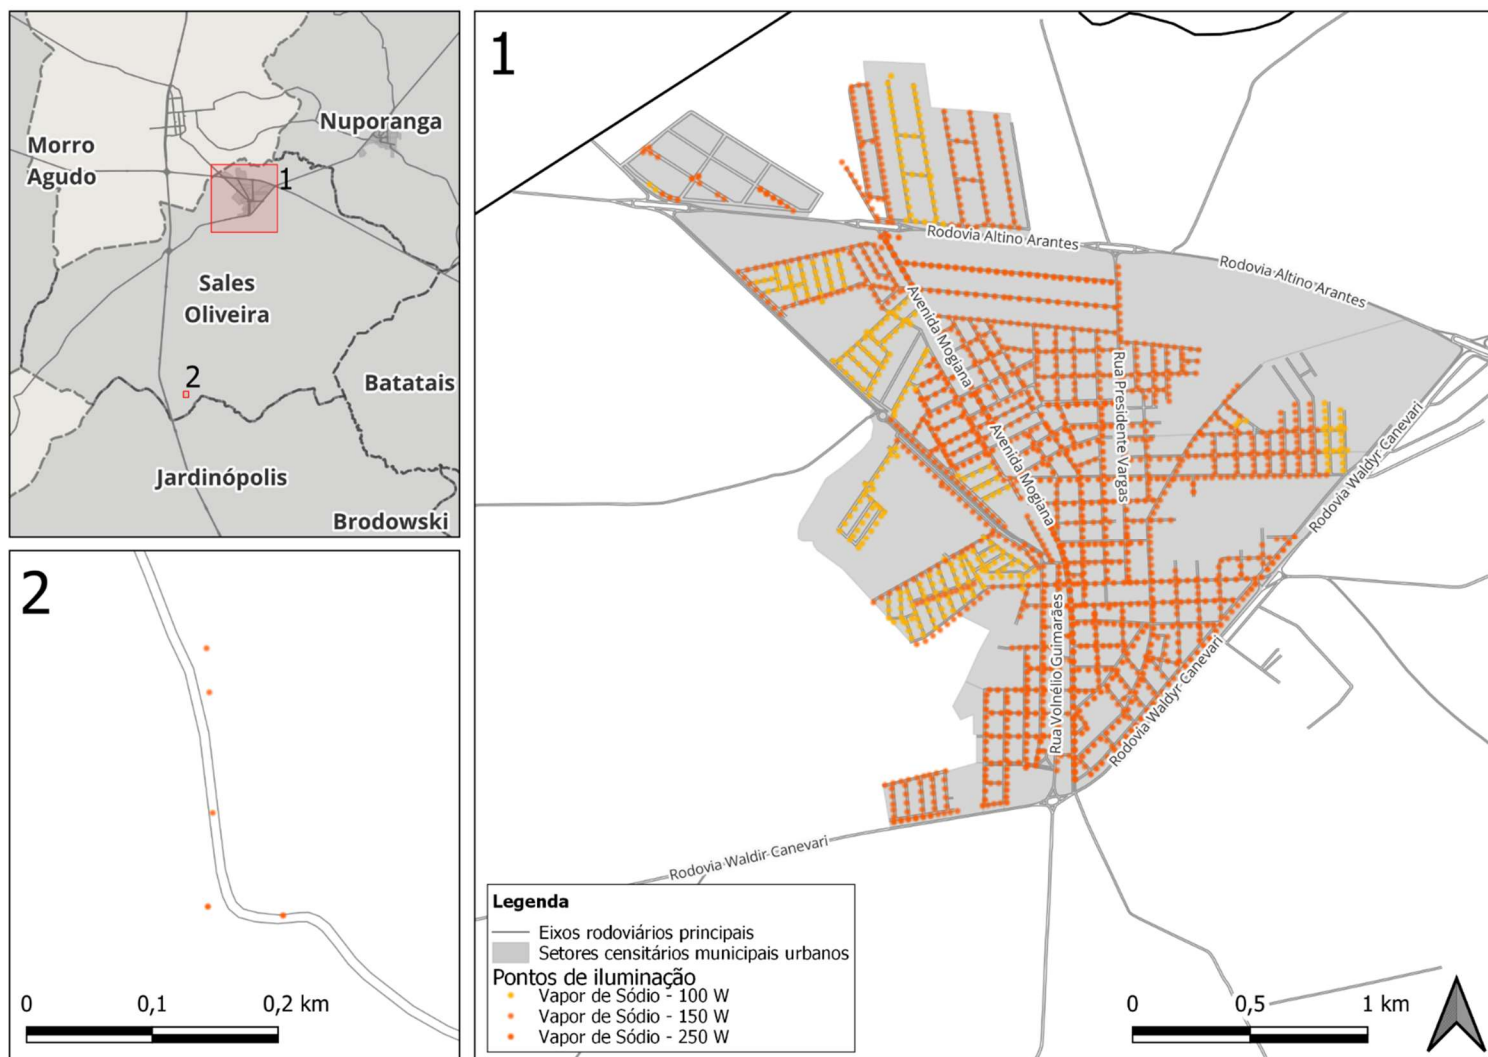 Morro
Agudo
Nuporanga
1
Sales
Oliveira
2
Batatais
Jardinópolis
Brodowski
2
0 0,1 0,2 km
1
Rodovia Altino Arantes
Rodovia Altino Arantes
Avenida Mogiana
Rua Presidente Vargas
Avenida Mogiana
Rodovia Waldyr Canevari
Rua Volnélio Guimarães
Rodovia Waldyr Canevari
Rodovia Waldir Canevari
Legenda
Eixos rodoviários principais
Setores censitários municipais urbanos
Pontos de iluminação
Vapor de Sódio - 100 W
Vapor de Sódio - 150 W
Vapor de Sódio - 250 W
0 0,5 1 km